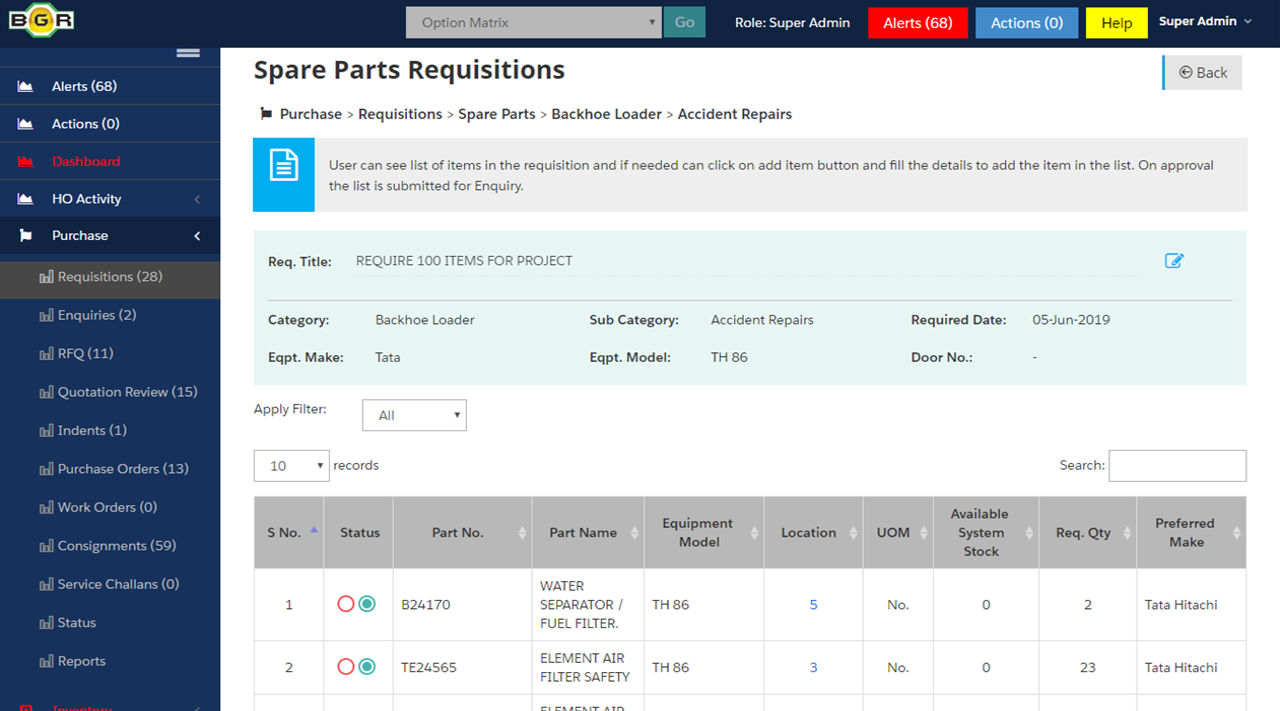 BGR
Option Matrix
Go
Role: Super Admin
Alerts (68)
Actions (0)
Help
Super Admin
Alerts (68)
Actions (0)
Dashboard
HO Activity
Purchase
Requisitions (28)
Enquiries (2)
RFQ (11)
Quotation Review (15)
Indents (1)
Purchase Orders (13)
Work Orders (0)
Consignments (59)
Service Challans (0)
Status
Reports
Inventory
Spare Parts Requisitions
Back
Purchase > Requisitions > Spare Parts > Backhoe Loader > Accident Repairs
User can see list of items in the requisition and if needed can click on add item button and fill the details to add the item in the list. On approval
the list is submitted for Enquiry.
Req. Title: REQUIRE 100 ITEMS FOR PROJECT
Category: Backhoe Loader Sub Category: Accident Repairs Required Date: 05-Jun-2019
Eqpt. Make: Tata Eqpt. Model: TH 86 Door No.: -
Apply Filter: All
10 records Search:
S No. Status Part No. Part Name Equipment Model Location UOM Available System Stock Req. Qty Preferred Make
1 B24170 WATER SEPARATOR / FUEL FILTER. TH 86 5 No. 0 2 Tata Hitachi
2 TE24565 ELEMENT AIR FILTER SAFETY TH 86 3 No. 0 23 Tata Hitachi
ELEMENT AIR